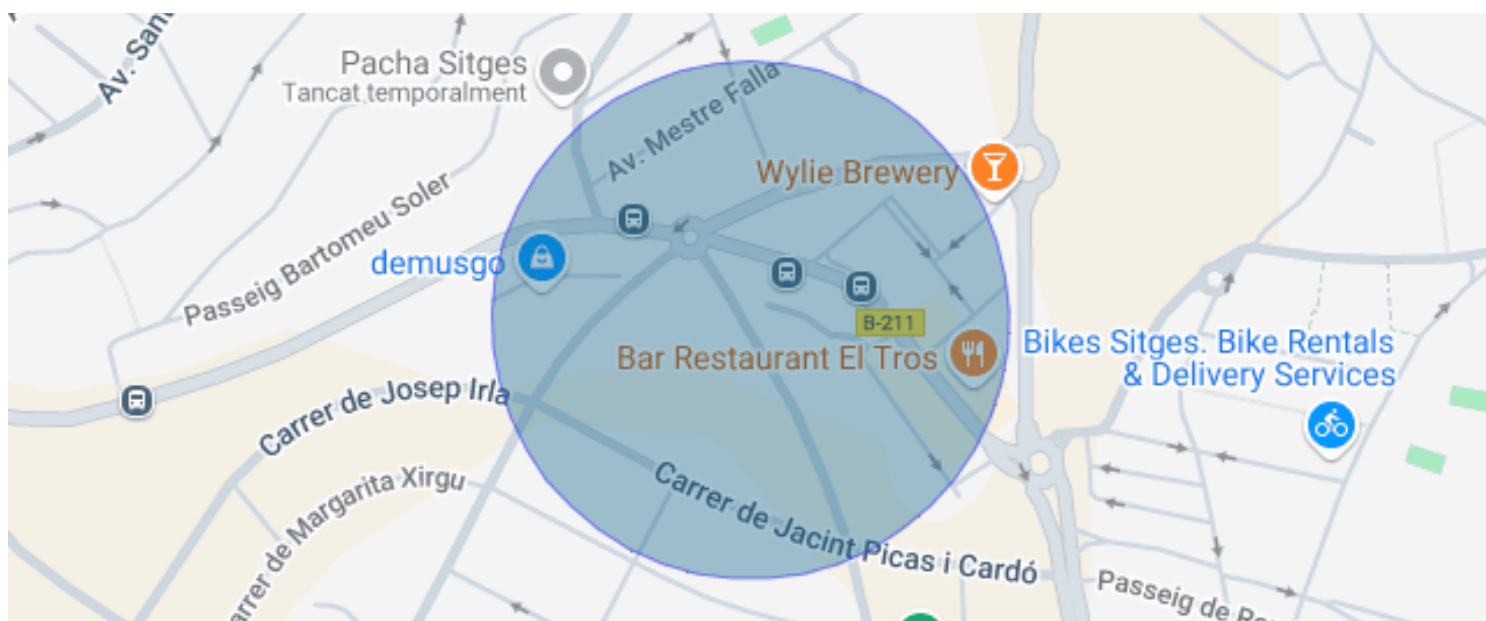 Av. Sant
Pacha Sitges
Tancat temporalment
Av. Mestre Falla
Wylie Brewery
Passeig Bartomeu Soler
demusgo
B-211
Bar Restaurant El Tros
Bikes Sitges. Bike Rentals
& Delivery Services
Carrer de Josep Irla
Carrer de Margarita Xirgu
Carrer de Jacint Picas i Cardó
Passeig de